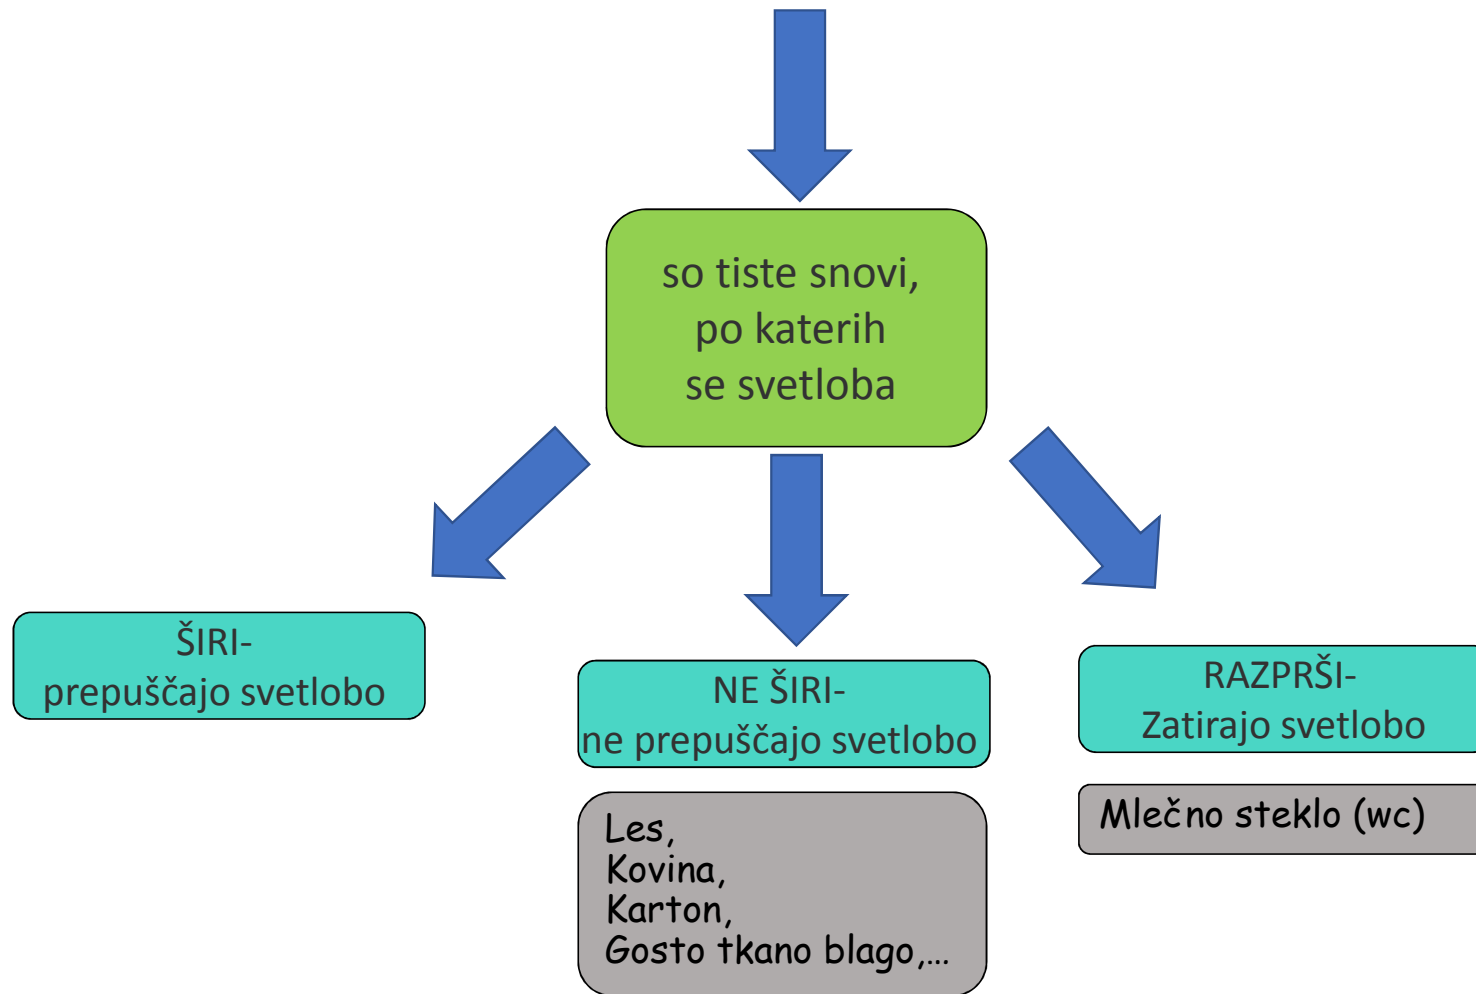 so tiste snovi,
po katerih
se svetloba
ŠIRI-
prepuščajo svetlobo
NE ŠIRI-
ne prepuščajo svetlobo
RAZPRŠI-
Zatirajo svetlobo
Les,
Kovina,
Karton,
Gosto tkano blago,...
Mlečno steklo (wc)